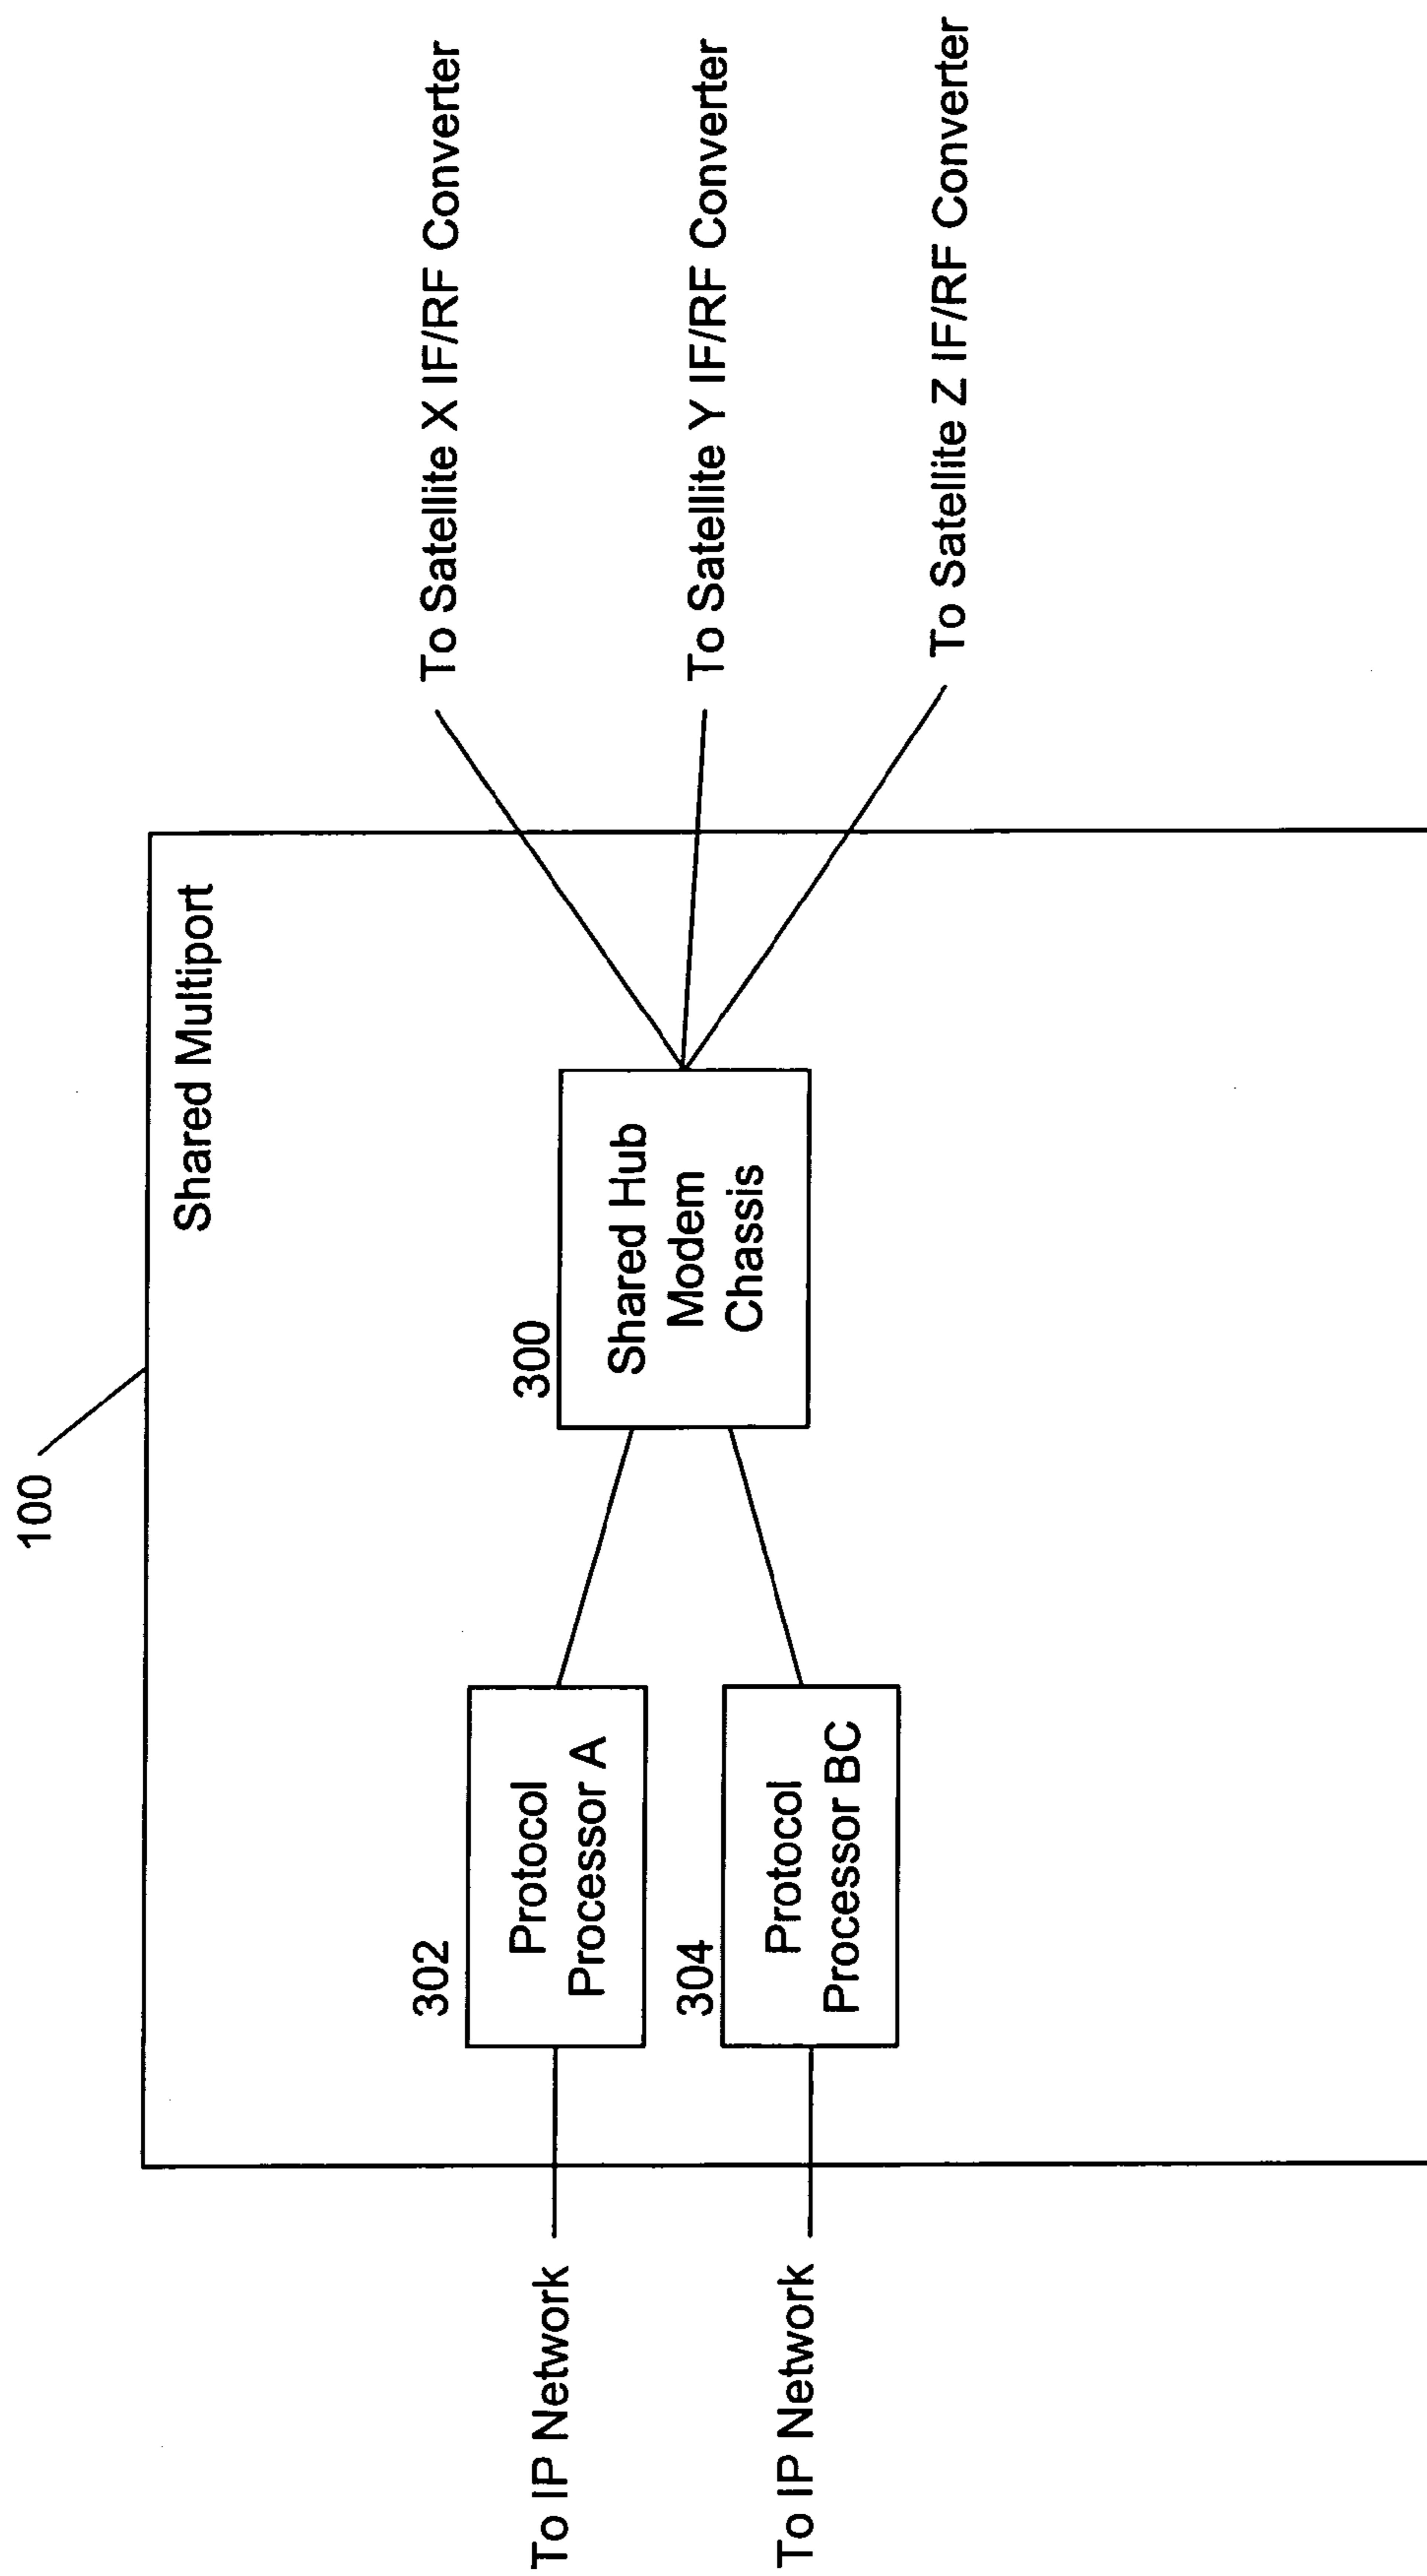 100
Shared Multiport
302
Protocol
Processor A
304
Protocol
Processor BC
300
Shared Hub
Modem
Chassis
To IP Network
To IP Network
To Satellite X IF/RF Converter
To Satellite Y IF/RF Converter
To Satellite Z IF/RF Converter